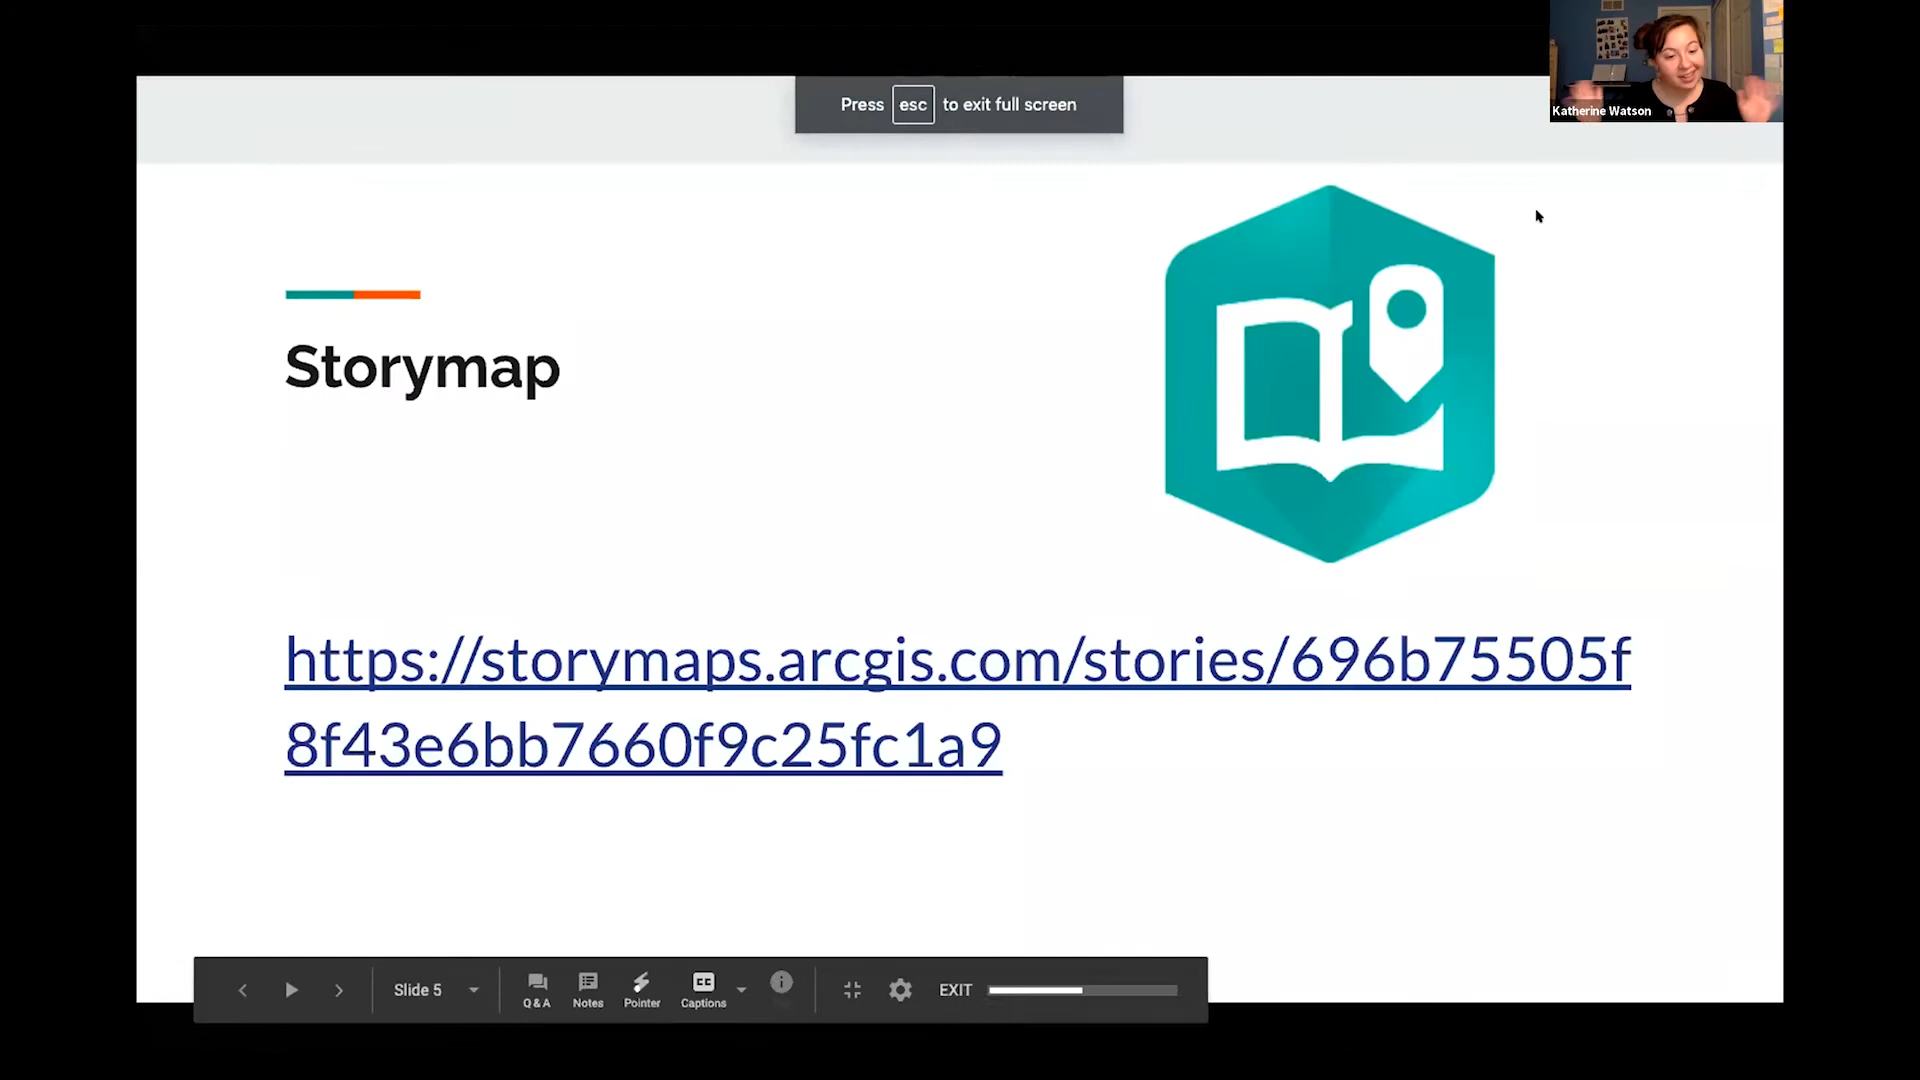 Press esc to exit full screen
Katherine Watson
Storymap
https://storymaps.arcgis.com/stories/696b75505f
8f43e6bb7660f9c25fc1a9
Slide 5
Q & A
Notes
Pointer
CC
Captions
EXIT